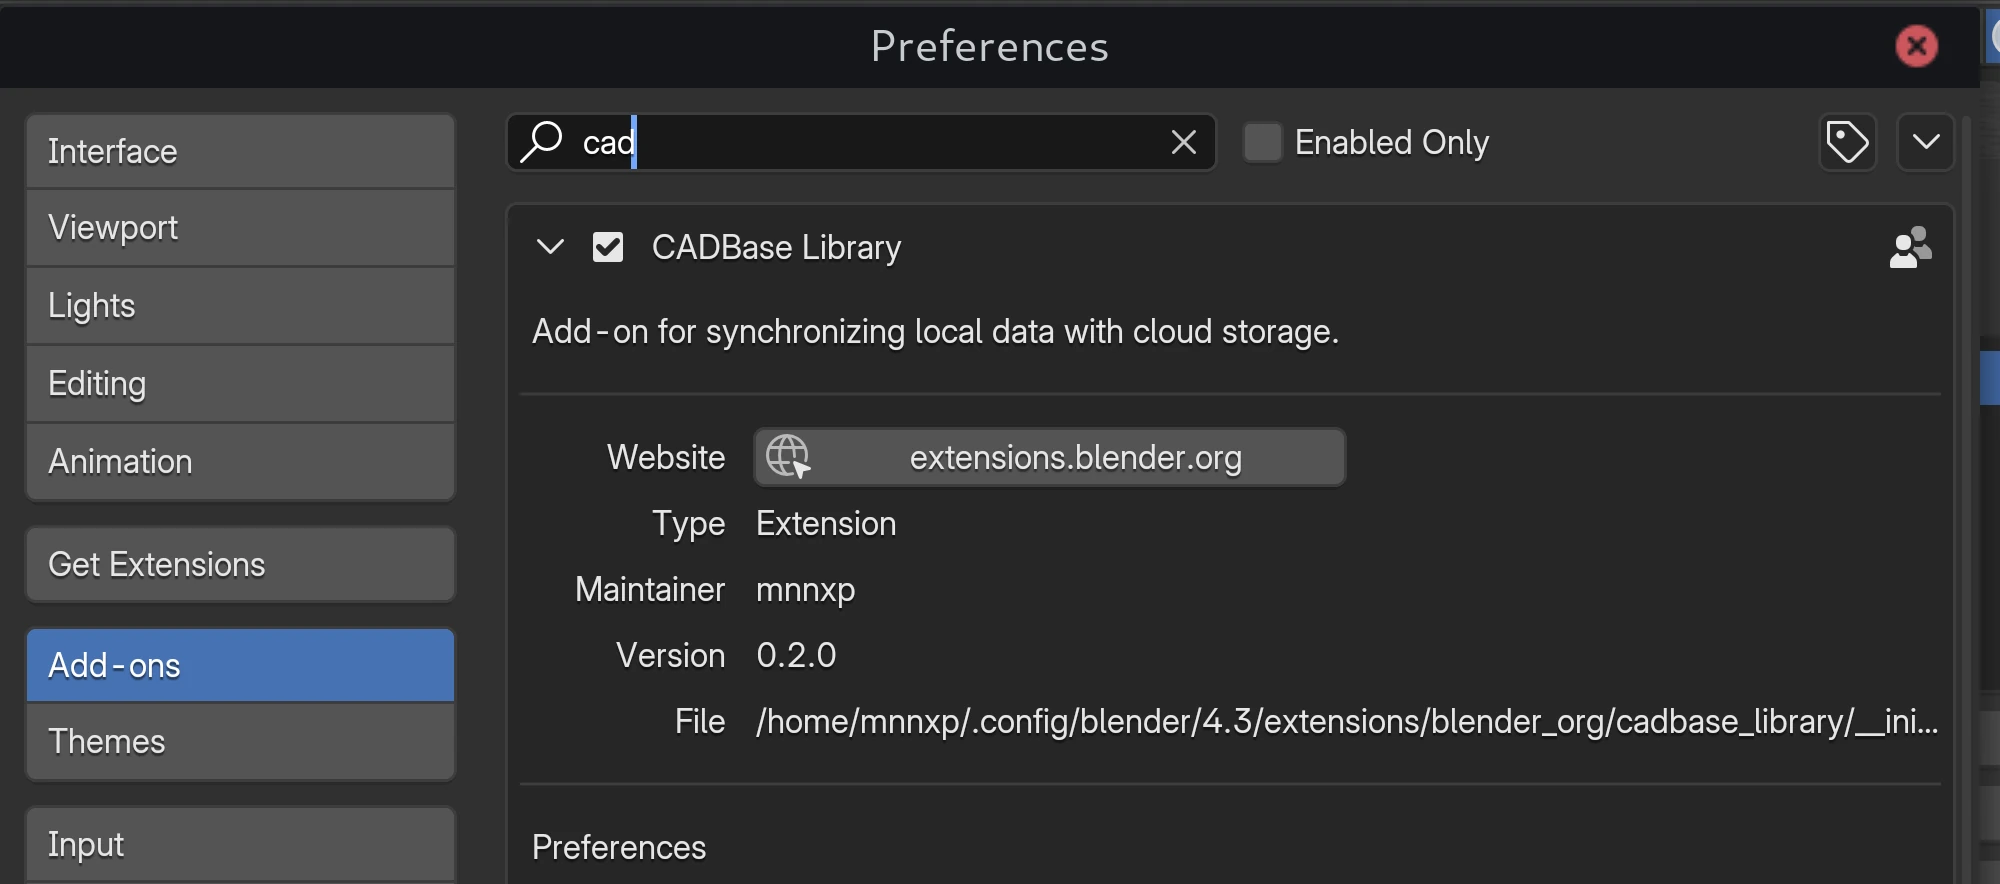 Preferences
Interface
Viewport
Lights
Editing
Animation
Get Extensions
Add-ons
Themes
Input
cad
Enabled Only
CADBase Library
Add-on for synchronizing local data with cloud storage.
Website extensions.blender.org
Type Extension
Maintainer mnnxp
Version 0.2.0
File /home/mnnxp/.config/blender/4.3/extensions/blender_org/cadbase_library/__ini...
Preferences